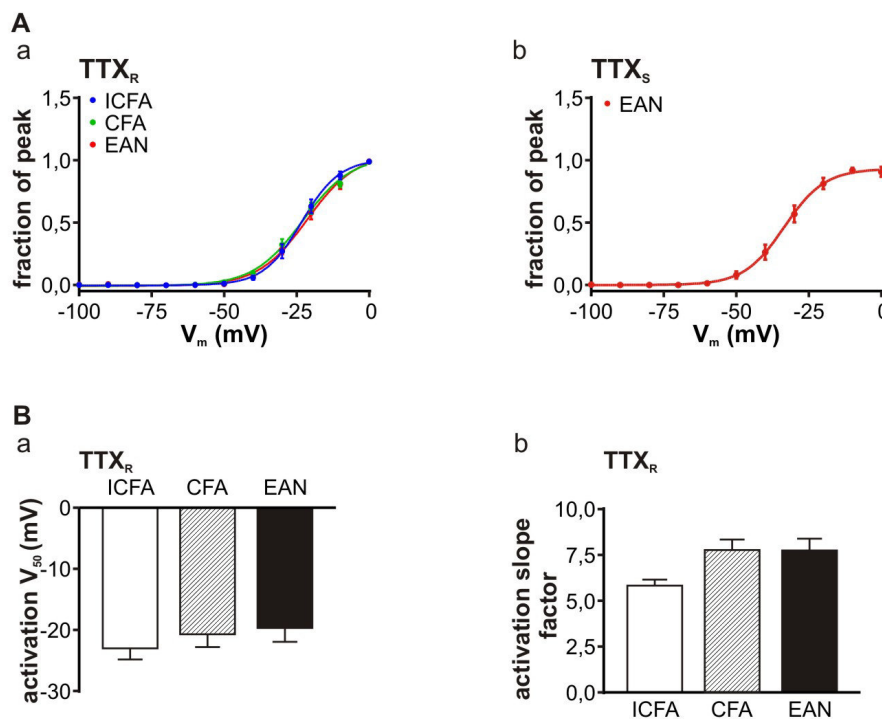 A
a
TTXR
ICFA
CFA
EAN
fraction of peak
1,5
1,0
0,5
0,0
-100 -75 -50 -25 0
Vm (mV)
b
TTXS
EAN
fraction of peak
1,5
1,0
0,5
0,0
-100 -75 -50 -25 0
Vm (mV)
B
a
TTXR
ICFA CFA EAN
activation V50 (mV)
0
-10
-20
-30
b
TTXR
activation slope
factor
10,0
7,5
5,0
2,5
0,0
ICFA CFA EAN